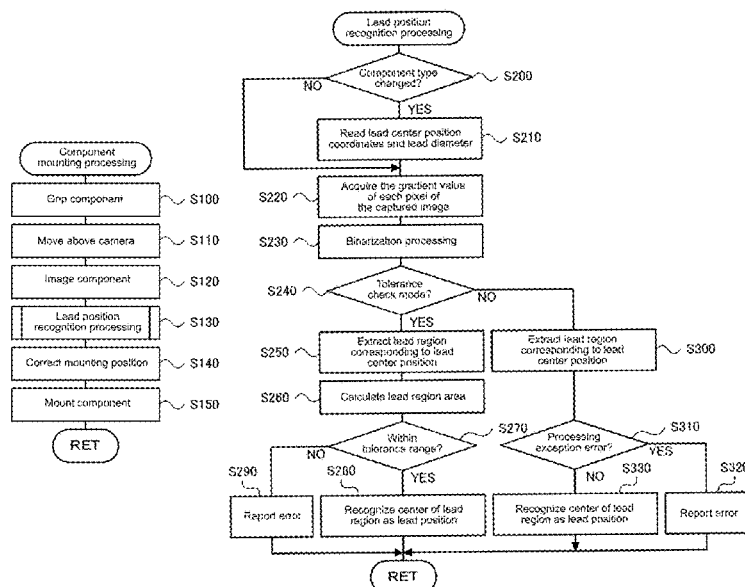 Component
mounting processing
Grip component
S100
Move above camera
S110
Image component
S120
Lead position
recognition processing
S130
Correct mounting position
S140
Mount component
S150
RET
Lead position
recognition processing
Component type
changed?
S200
NO
YES
Read lead center position
coordinates and lead diameter
S210
S220
Acquire the gradient value
of each pixel of
the captured image
S230
Binarization processing
S240
Tolerance
check mode?
NO
YES
S250
Extract lead region
corresponding to lead
center position
Extract lead region
corresponding to lead
center position
S300
S260
Calculate lead region area
S270
Within
tolerance range?
NO
YES
S310
Processing
exception error?
YES
NO
S290
S280
S330
S320
Report error
Recognize center of lead
region as lead position
Recognize center of lead
region as lead position
Report error
RET